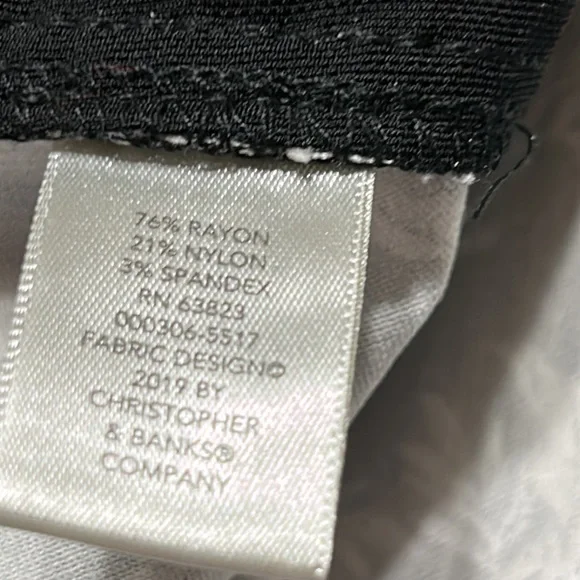 76% RAYON
21% NYLON
3% SPANDEX
RN 63823
000306-5517
FABRIC DESIGN©
2019 BY
CHRISTOPHER
& BANKS®
COMPANY